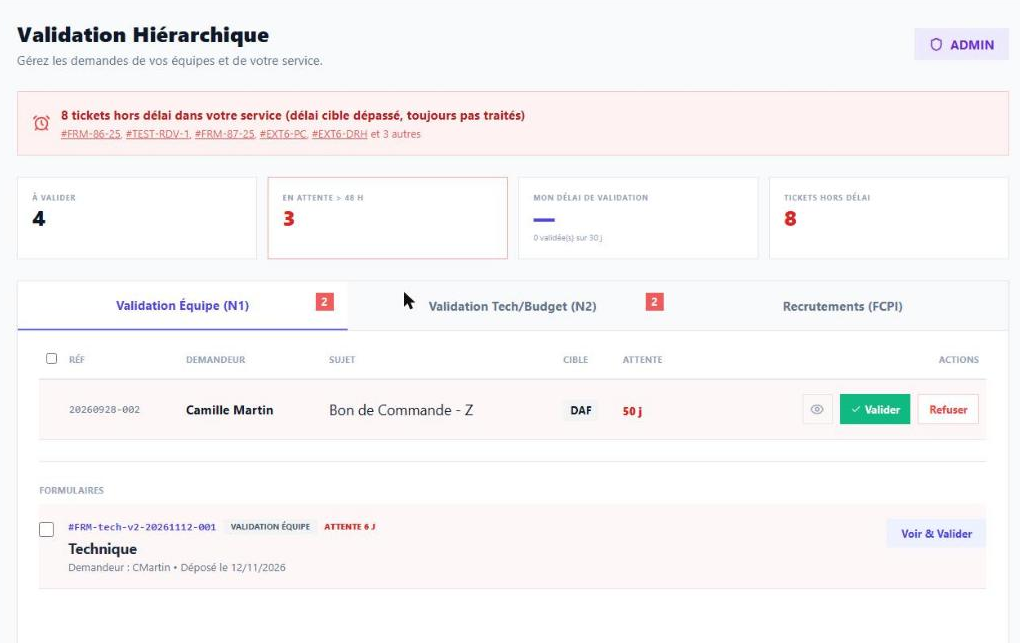 Validation Hiérarchique
Gérez les demandes de vos équipes et de votre service.
ADMIN
8 tickets hors délai dans votre service (délai cible dépassé, toujours pas traités)
#FRM-86-25, #TEST-RDV-1, #FRM-87-25, #EXT6-PC, #EXT6-DRH et 3 autres
À VALIDER
4
EN ATTENTE > 48 H
3
MON DÉLAI DE VALIDATION
—
0 validée(s) sur 30 j
TICKETS HORS DÉLAI
8
Validation Équipe (N1) 2
Validation Tech/Budget (N2) 2
Recrutements (FCPI)
RÉF DEMANDEUR SUJET CIBLE ATTENTE ACTIONS
20260928-002 Camille Martin Bon de Commande - Z DAF 50 j Valider Refuser
FORMULAIRES
#FRM-tech-v2-20261112-001 VALIDATION ÉQUIPE ATTENTE 6 J
Technique
Demandeur : CMartin • Déposé le 12/11/2026
Voir & Valider